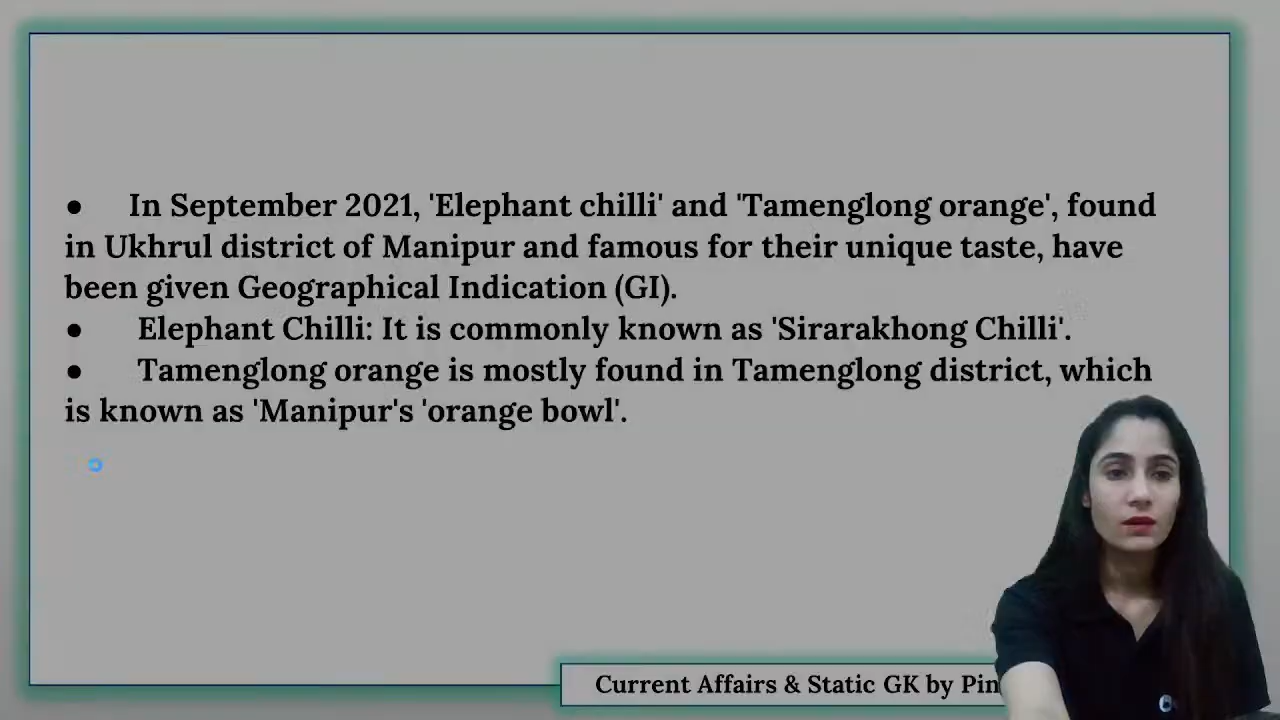 ● In September 2021, 'Elephant chilli' and 'Tamenglong orange', found
in Ukhrul district of Manipur and famous for their unique taste, have
been given Geographical Indication (GI).
● Elephant Chilli: It is commonly known as 'Sirarakhong Chilli'.
● Tamenglong orange is mostly found in Tamenglong district, which
is known as 'Manipur's 'orange bowl'.
Current Affairs & Static GK by Pin